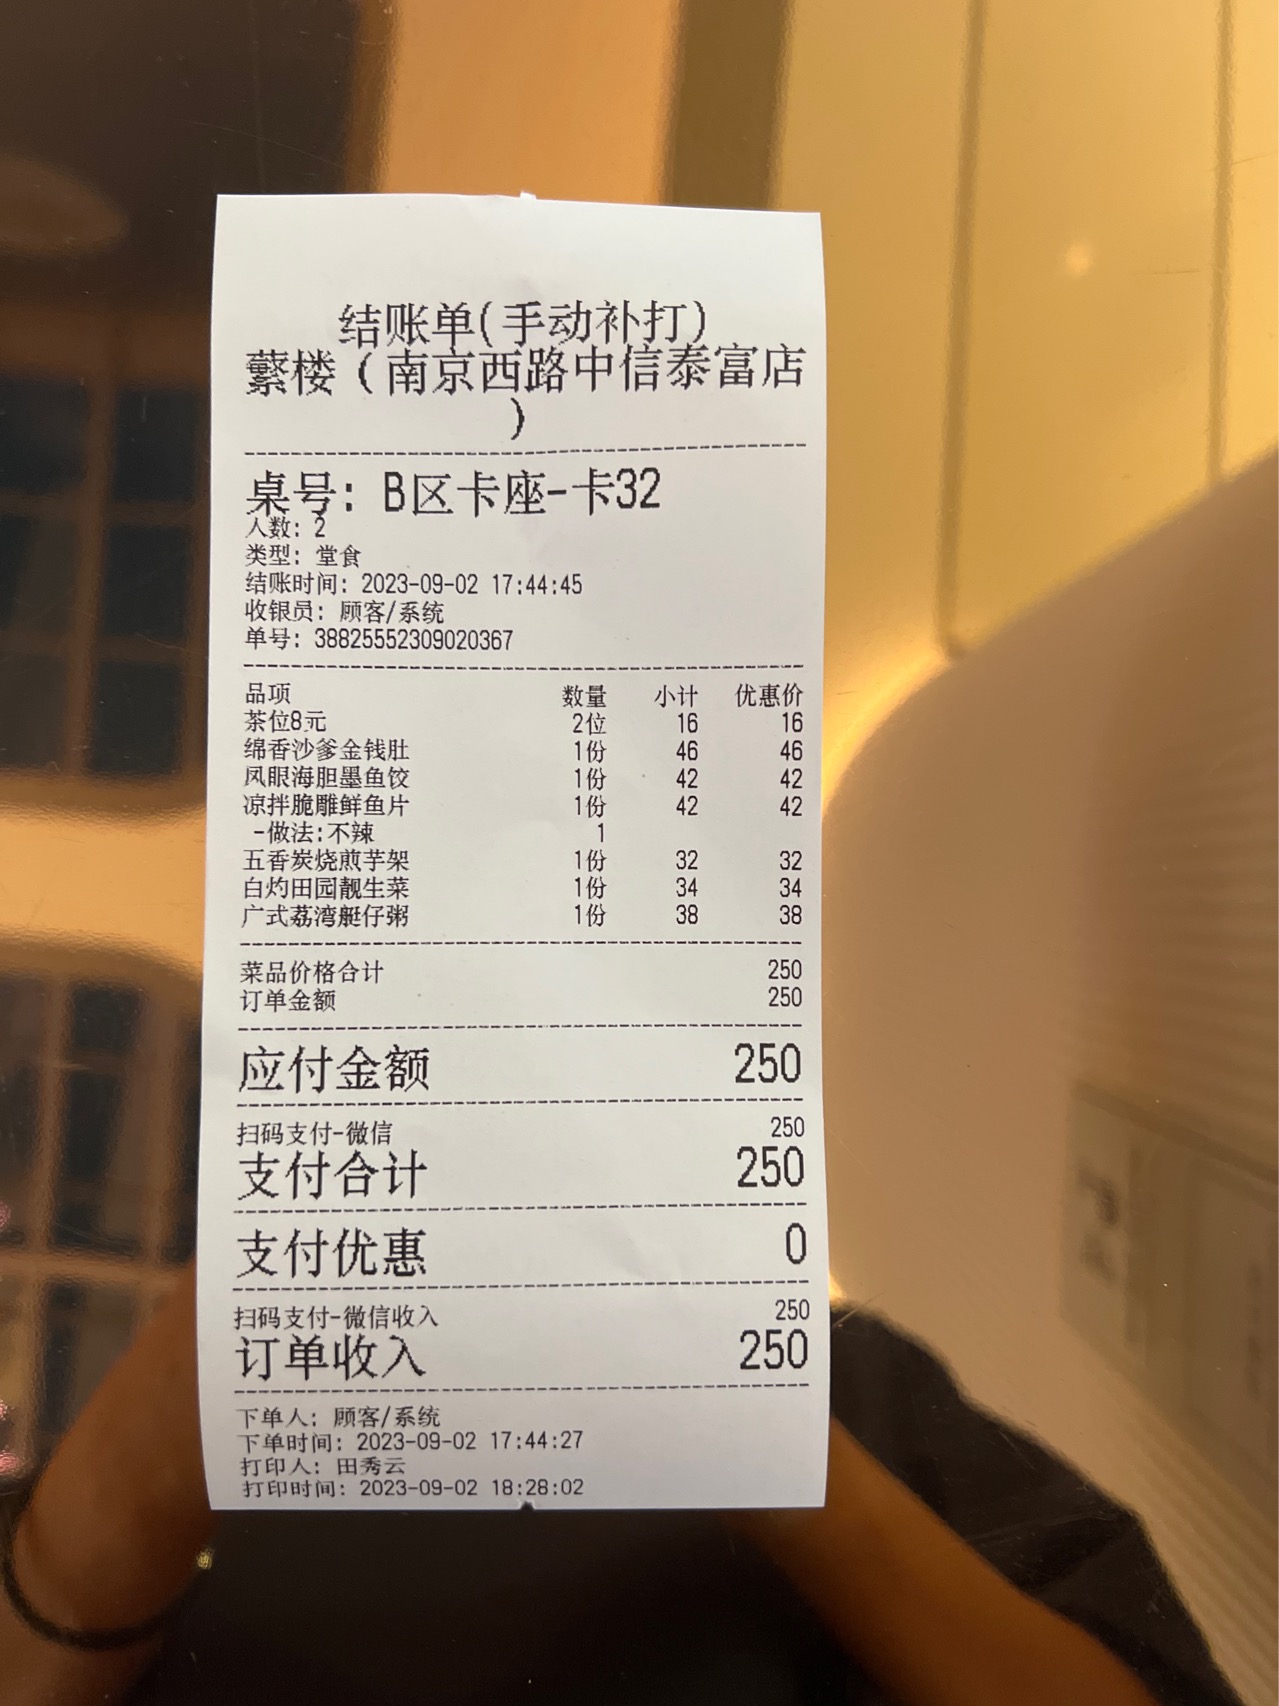 结账单(手动补打)
蘩楼（南京西路中信泰富店
）
桌号: B区卡座-卡32
人数: 2
类型: 堂食
结账时间: 2023-09-02 17:44:45
收银员: 顾客/系统
单号: 38825552309020367
品项 数量 小计 优惠价
茶位8元 2位 16 16
绵香沙爹金钱肚 1份 46 46
凤眼海胆墨鱼饺 1份 42 42
凉拌脆雕鲜鱼片 1份 42 42
-做法:不辣 1
五香炭烧煎芋架 1份 32 32
白灼田园靓生菜 1份 34 34
广式荔湾艇仔粥 1份 38 38
菜品价格合计 250
订单金额 250
应付金额 250
扫码支付-微信 250
支付合计 250
支付优惠 0
扫码支付-微信收入 250
订单收入 250
下单人: 顾客/系统
下单时间: 2023-09-02 17:44:27
打印人: 田秀云
打印时间: 2023-09-02 18:28:02